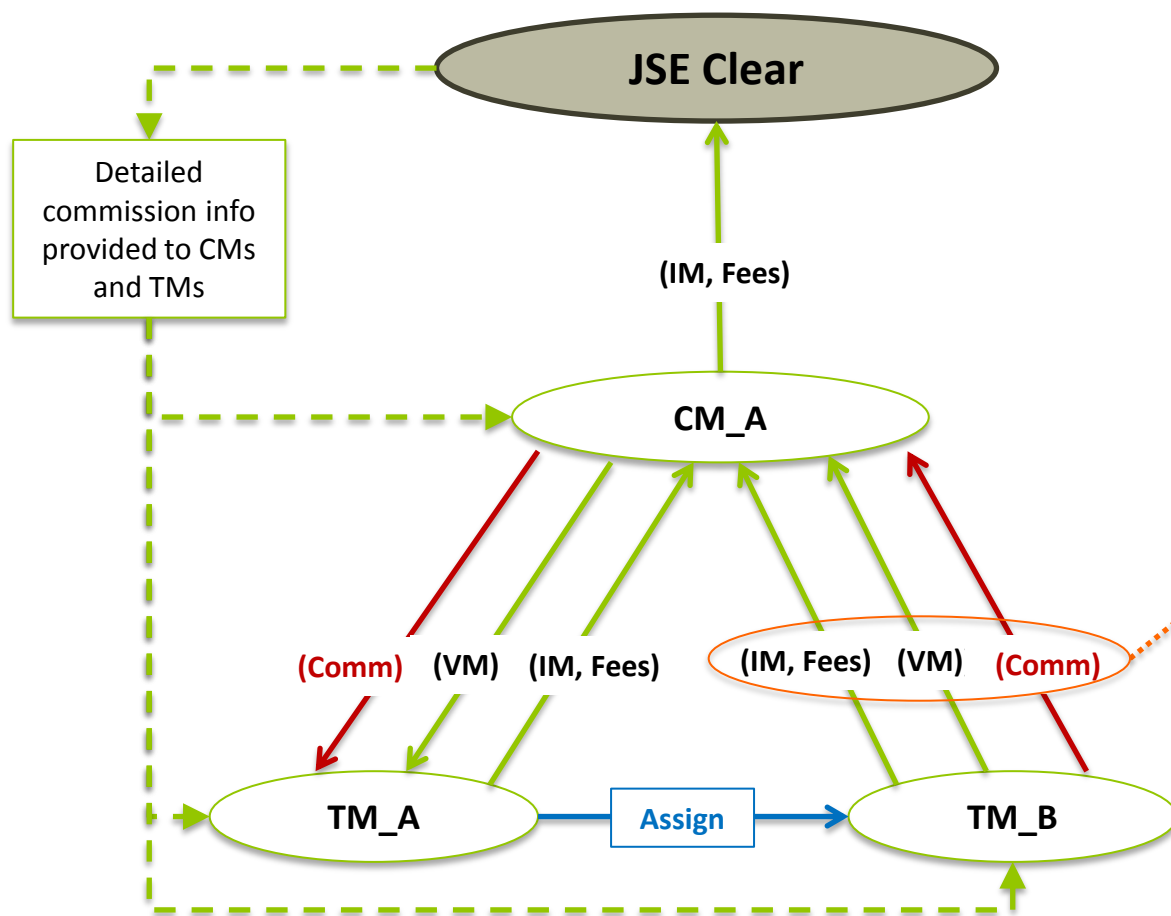 JSE Clear
Detailed
commission info
provided to CMs
and TMs
(IM, Fees)
CM_A
(Comm) (VM) (IM, Fees) (IM, Fees) (VM) (Comm)
TM_A Assign TM_B